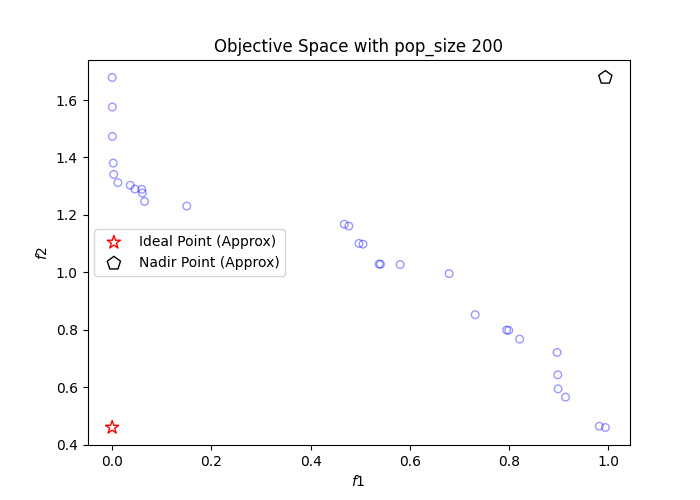 Objective Space with pop_size 200
1.6
1.4
1.2
1.0
0.8
0.6
0.4
f2
Ideal Point (Approx)
Nadir Point (Approx)
0.0 0.2 0.4 0.6 0.8 1.0
f1